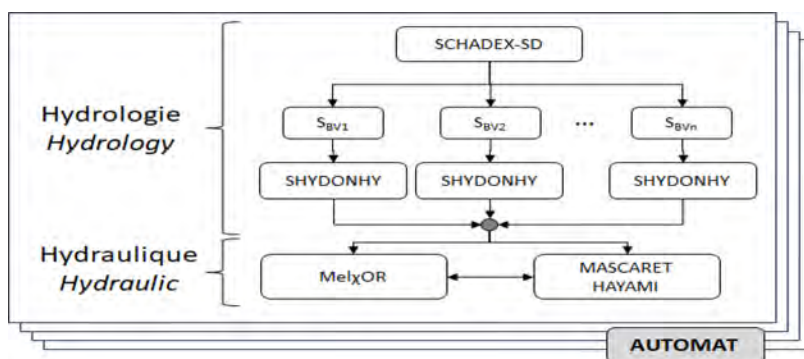 SCHADEX-SD
Hydrologie
Hydrology
SBV1 SBV2 ... SBVn
SHYDONHY SHYDONHY SHYDONHY
Hydraulique
Hydraulic
MelχOR
MASCARET
HAYAMI
AUTOMAT